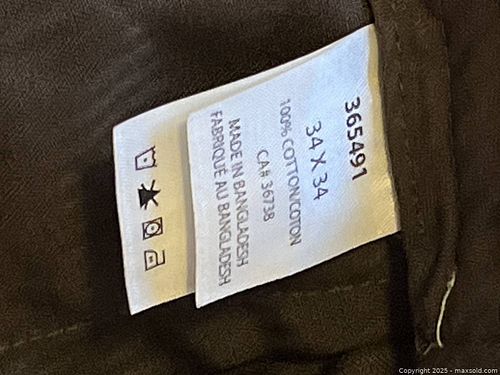 365491
34 X 34
100% COTTON/COTON
CA# 36738
MADE IN BANGLADESH
FABRIQUÉ AU BANGLADESH
Copyright © 2025 - maxsold.com